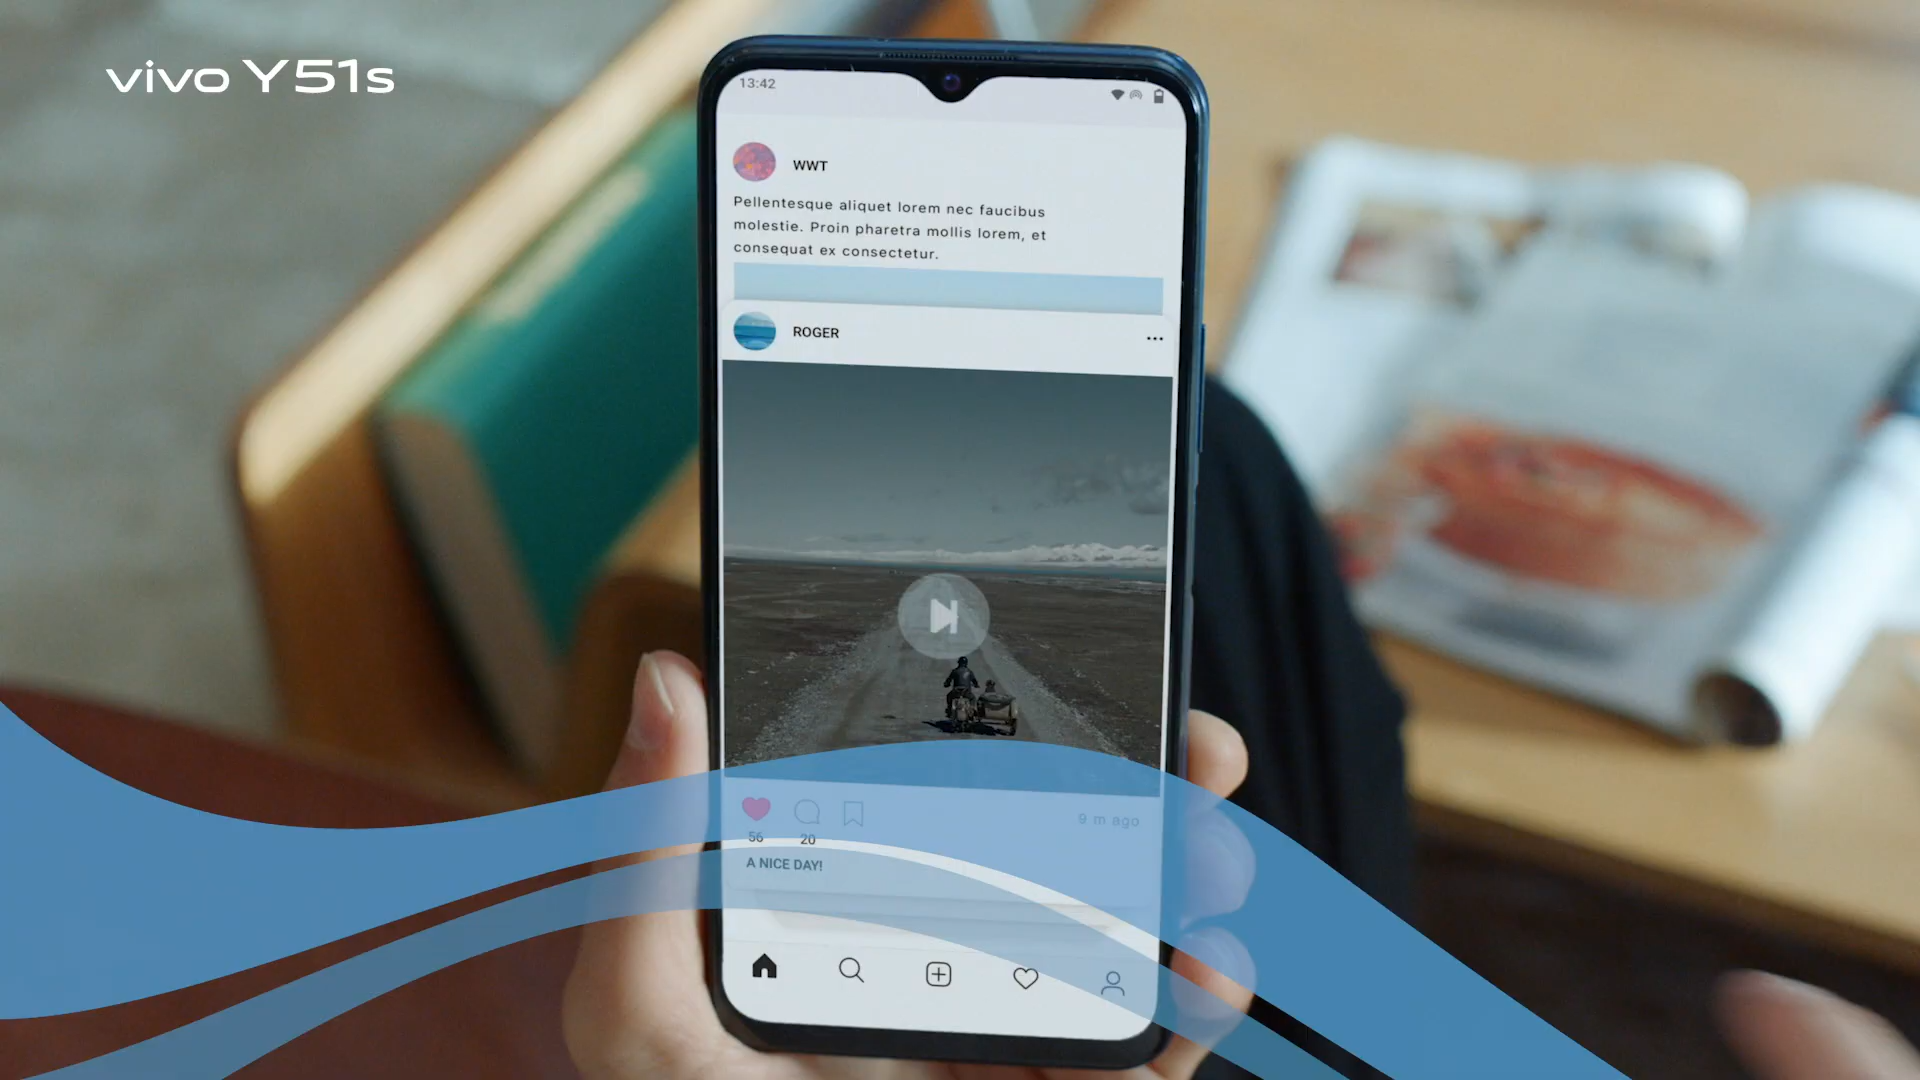 vivo Y51s
13:42
WWT
Pellentesque aliquet lorem nec faucibus
molestie. Proin pharetra mollis lorem, et
consequat ex consectetur.
ROGER
9 m ago
56
20
A NICE DAY!